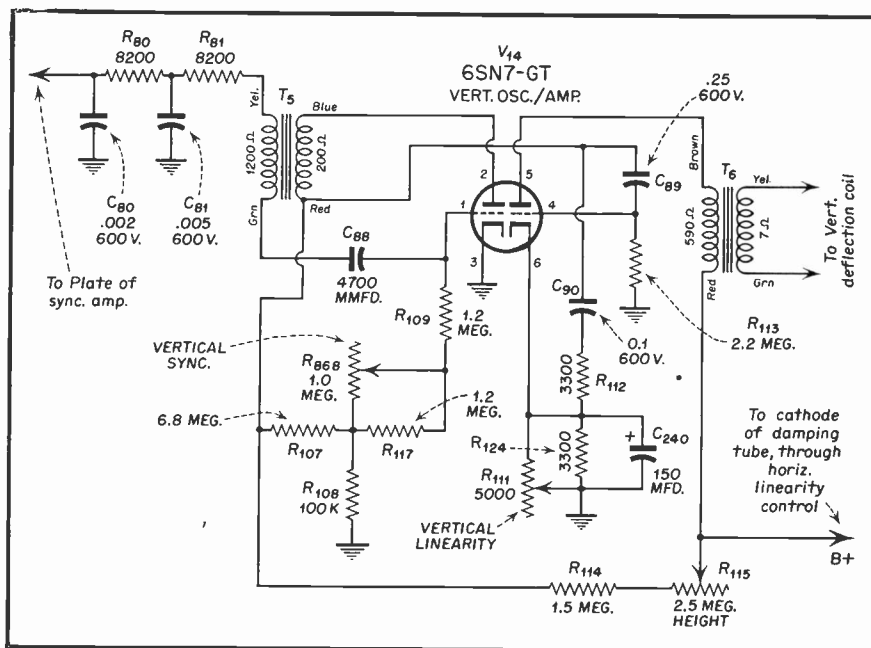 R80
8200
R81
8200
V14
6SN7-GT
VERT. OSC./AMP.
.25
600 V.
Yel.
T5
Blue
1200 Ω
200 Ω
Grn
Red
C80
.002
600 V.
C81
.005
600 V.
To Plate of
sync. amp.
C88
4700
MMFD.
2
5
1
4
3
6
C89
Brown
T6
Yel.
590 Ω
7 Ω
Red
Grn
To Vert.
deflection coil
C90
0.1
600 V.
R113
2.2 MEG.
R109
1.2
MEG.
VERTICAL
SYNC.
R868
1.0
MEG.
1.2
MEG.
6.8 MEG.
R107
R117
R108
100 K
3300
R112
R124
3300
C240
+
150
MFD.
R111
5000
VERTICAL
LINEARITY
To cathode
of damping
tube, through
horiz.
linearity
control
B+
R114
1.5 MEG.
R115
2.5 MEG.
HEIGHT